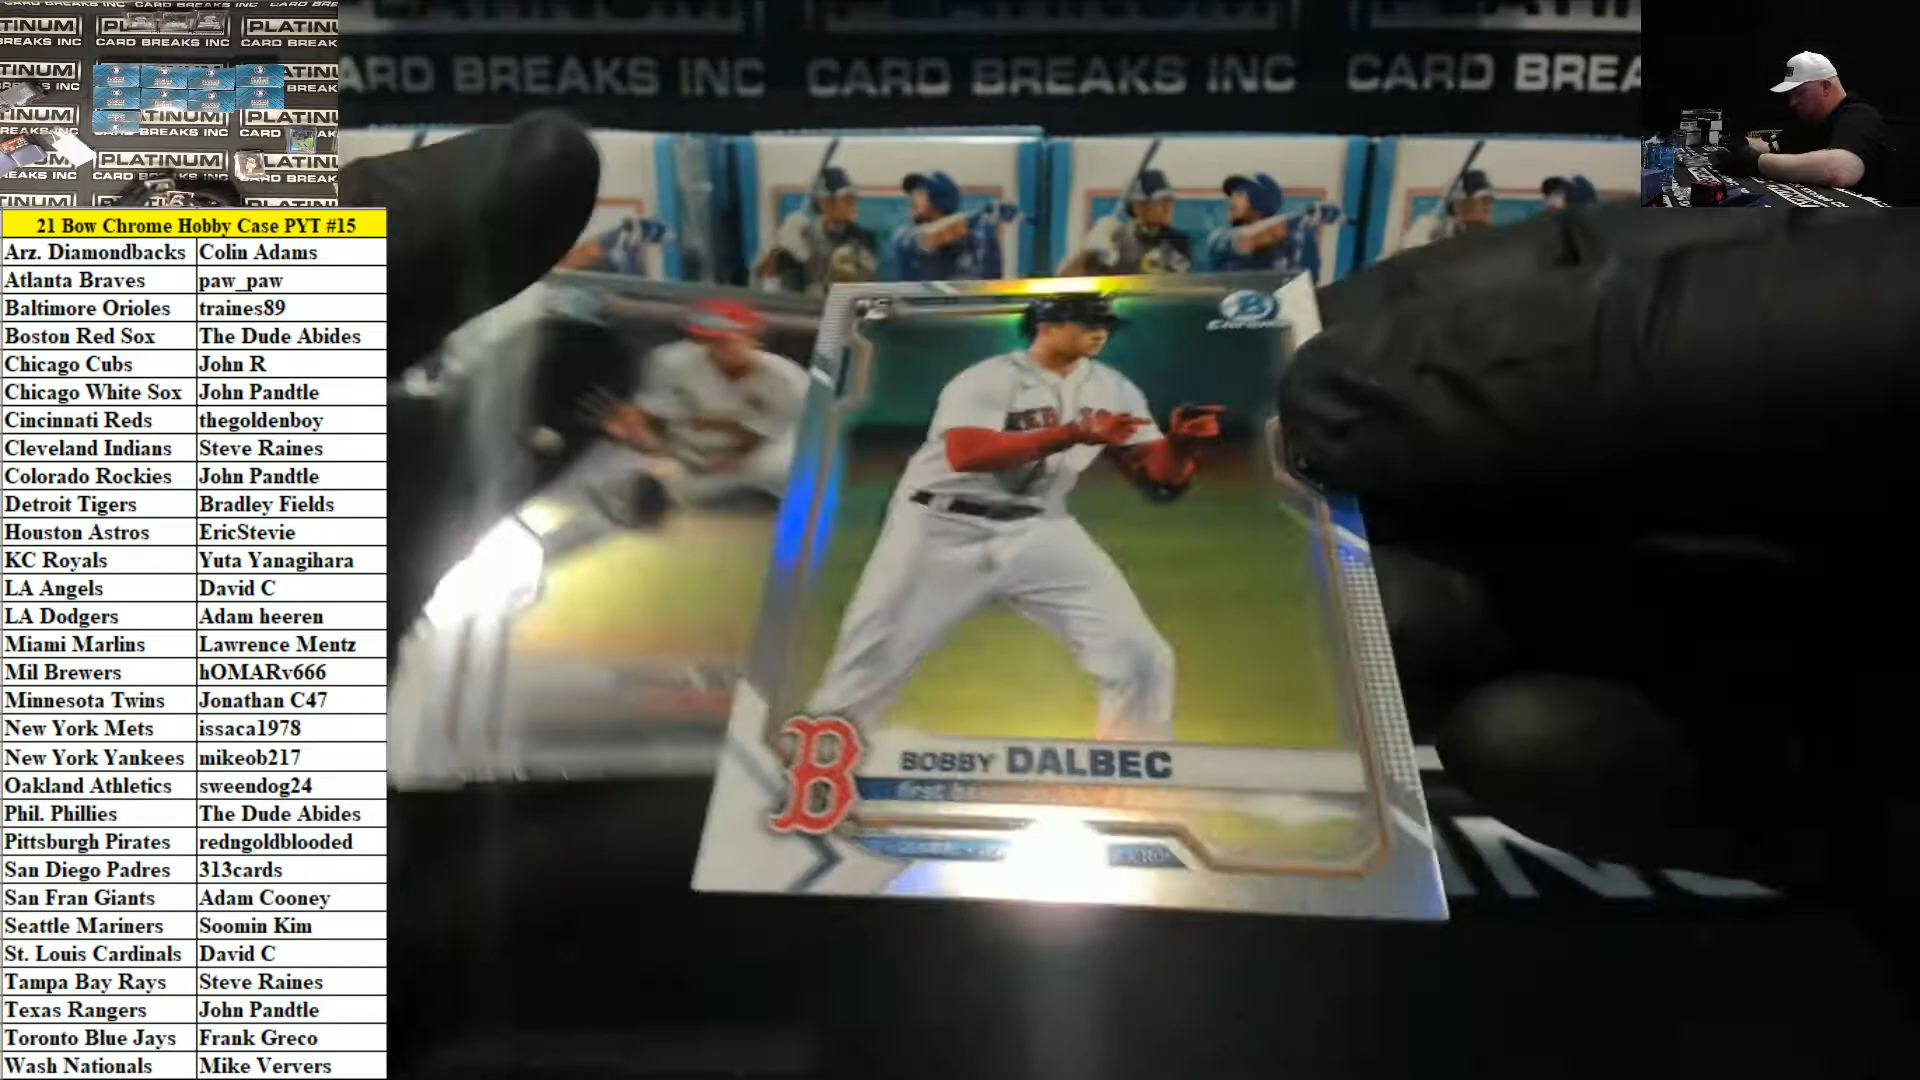 PLATINUM
CARD BREAKS INC
CARD BREAKS INC CARD BREA
21 Bow Chrome Hobby Case PYT #15
Arz. Diamondbacks Colin Adams
Atlanta Braves paw_paw
Baltimore Orioles traines89
Boston Red Sox The Dude Abides
Chicago Cubs John R
Chicago White Sox John Pandtle
Cincinnati Reds thegoldenboy
Cleveland Indians Steve Raines
Colorado Rockies John Pandtle
Detroit Tigers Bradley Fields
Houston Astros EricStevie
KC Royals Yuta Yanagihara
LA Angels David C
LA Dodgers Adam heeren
Miami Marlins Lawrence Mentz
Mil Brewers hOMARv666
Minnesota Twins Jonathan C47
New York Mets issaca1978
New York Yankees mikeob217
Oakland Athletics sweendog24
Phil. Phillies The Dude Abides
Pittsburgh Pirates redngoldblooded
San Diego Padres 313cards
San Fran Giants Adam Cooney
Seattle Mariners Soomin Kim
St. Louis Cardinals David C
Tampa Bay Rays Steve Raines
Texas Rangers John Pandtle
Toronto Blue Jays Frank Greco
Wash Nationals Mike Ververs
RC
B
BOBBY DALBEC
first